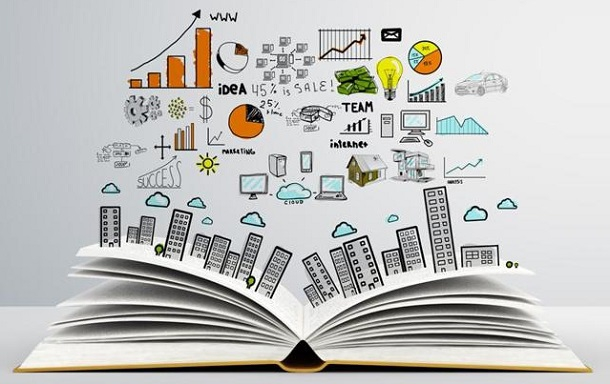 WWW
iDEA 45% is SALE!
25%
TEAM
internet
MARKETING
SUCCESS
CLOUD